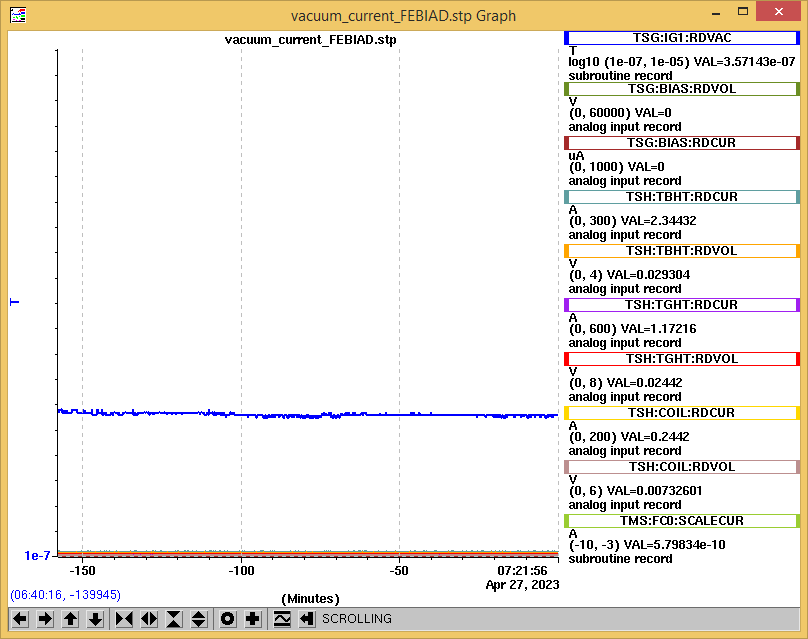 vacuum_current_FEBIAD.stp Graph
vacuum_current_FEBIAD.stp
T
1e-7
-150
-100
-50
07:21:56
Apr 27, 2023
(06:40:16, -139945)
(Minutes)
SCROLLING
TSG:IG1:RDVAC
T
log10 (1e-07, 1e-05) VAL=3.57143e-07
subroutine record
TSG:BIAS:RDVOL
V
(0, 60000) VAL=0
analog input record
TSG:BIAS:RDCUR
uA
(0, 1000) VAL=0
analog input record
TSH:TBHT:RDCUR
A
(0, 300) VAL=2.34432
analog input record
TSH:TBHT:RDVOL
V
(0, 4) VAL=0.029304
analog input record
TSH:TGHT:RDCUR
A
(0, 600) VAL=1.17216
analog input record
TSH:TGHT:RDVOL
V
(0, 8) VAL=0.02442
analog input record
TSH:COIL:RDCUR
A
(0, 200) VAL=0.2442
analog input record
TSH:COIL:RDVOL
V
(0, 6) VAL=0.00732601
analog input record
TMS:FC0:SCALECUR
A
(-10, -3) VAL=5.79834e-10
subroutine record